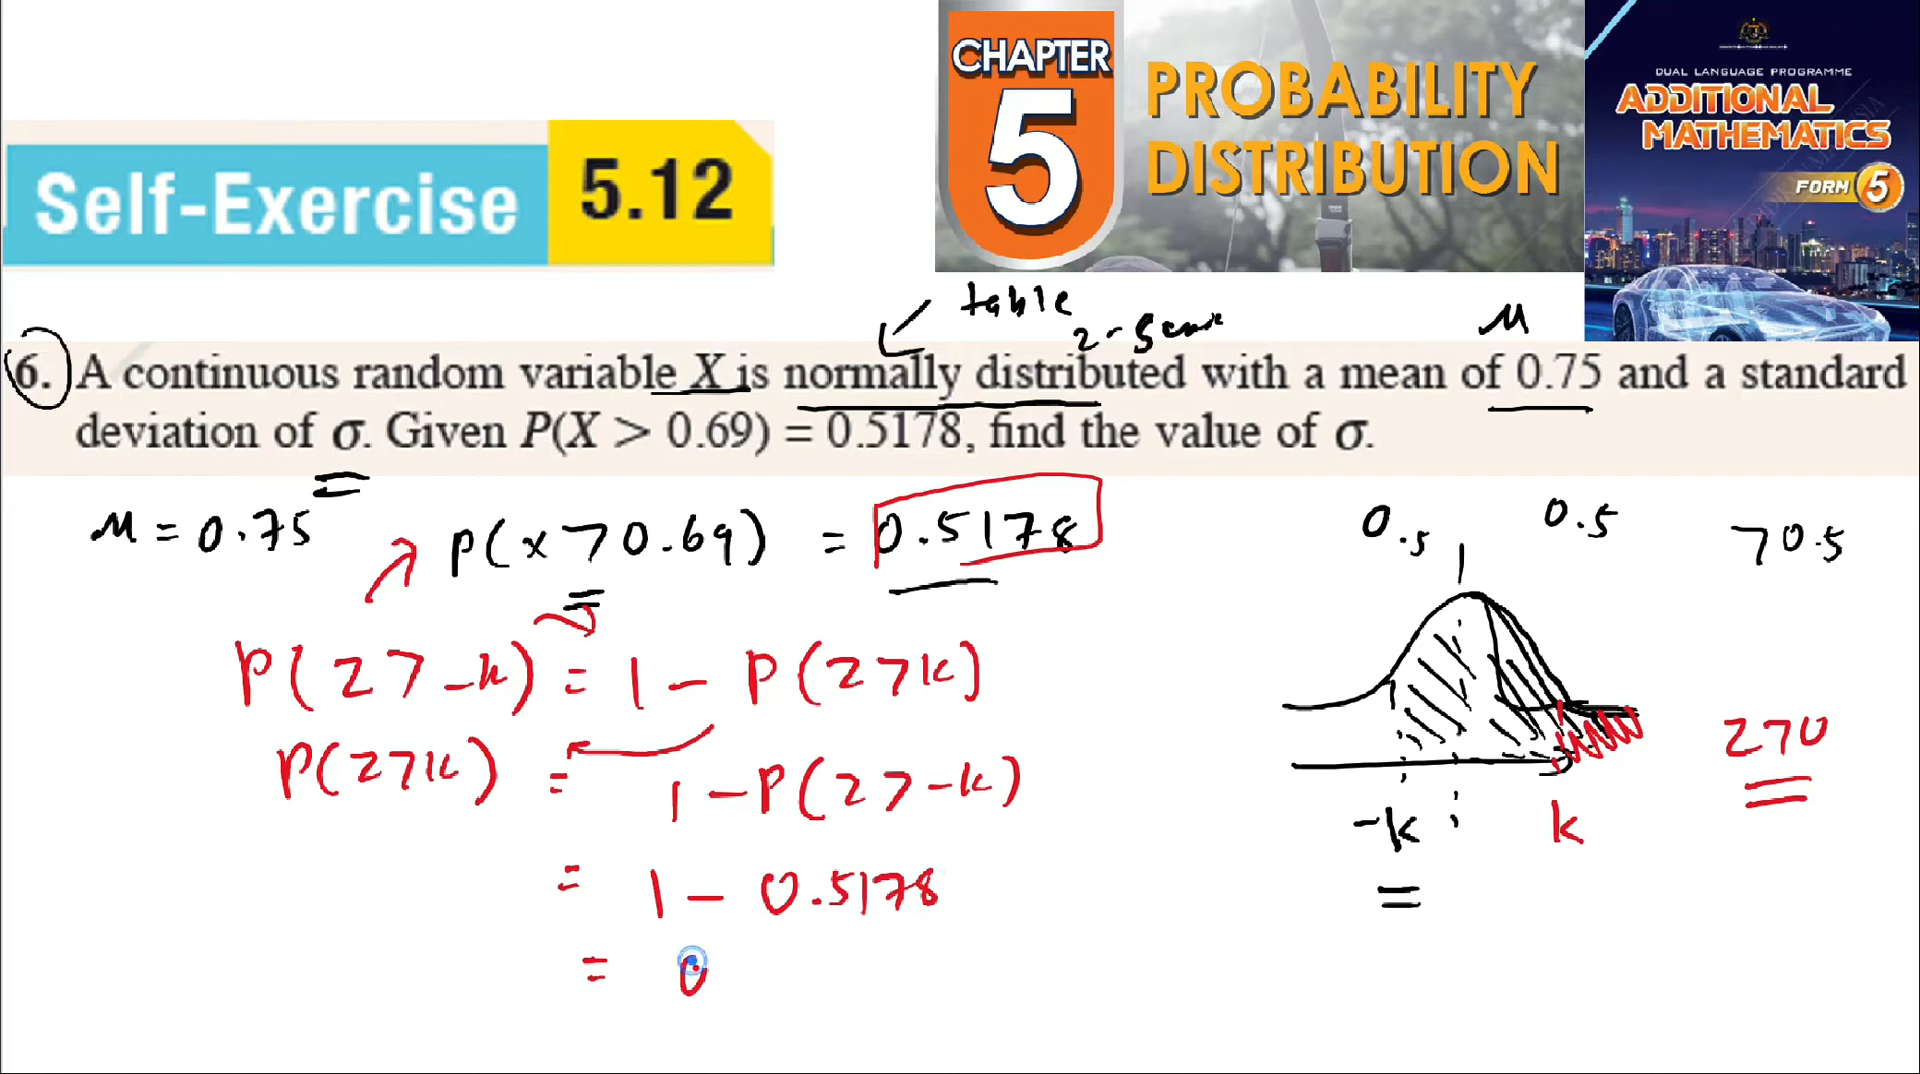 CHAPTER
5
PROBABILITY
DISTRIBUTION
DUAL LANGUAGE PROGRAMME
ADDITIONAL
MATHEMATICS
FORM 5
Self-Exercise 5.12
table
z-score
μ
6. A continuous random variable X is normally distributed with a mean of 0.75 and a standard
deviation of σ. Given P(X > 0.69) = 0.5178, find the value of σ.
μ = 0.75
P(X > 0.69) = 0.5178
0.5 0.5 > 0.5
P(Z > -k) = 1 - P(Z > k)
P(Z > k) = 1 - P(Z > -k)
Z > 0
-k k
= 1 - 0.5178
= 0